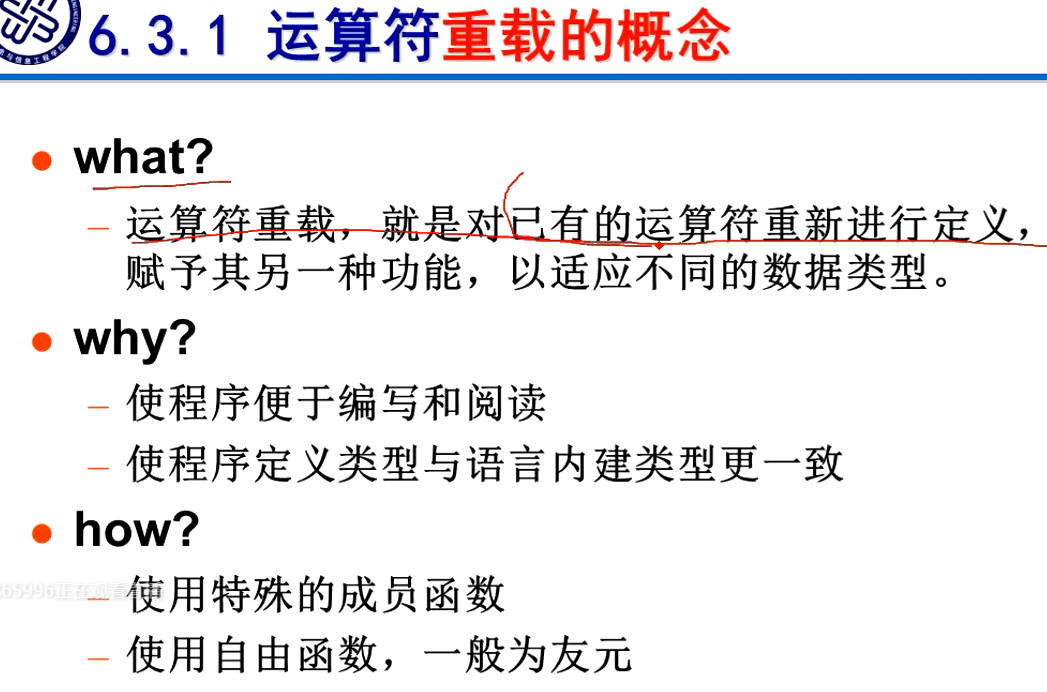 6.3.1 运算符重载的概念
what?
– 运算符重载，就是对已有的运算符重新进行定义，
赋予其另一种功能，以适应不同的数据类型。
why?
– 使程序便于编写和阅读
– 使程序定义类型与语言内建类型更一致
how?
365996正在观看直播
– 使用特殊的成员函数
– 使用自由函数，一般为友元